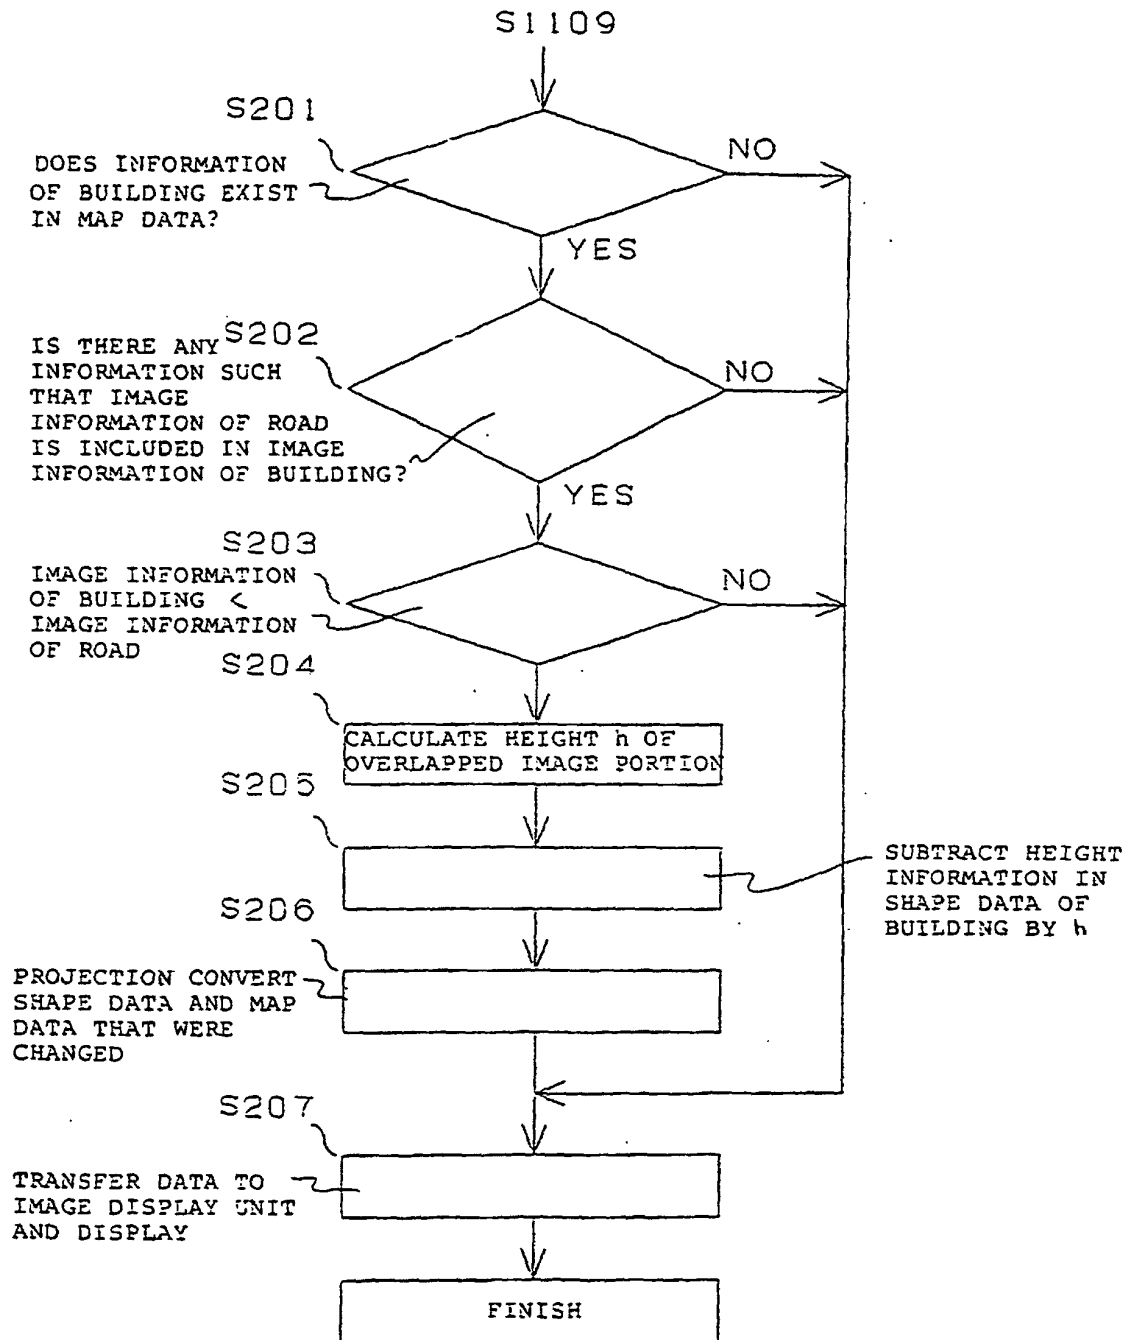 S1109
S201
DOES INFORMATION
OF BUILDING EXIST
IN MAP DATA?
NO
YES
S202
IS THERE ANY
INFORMATION SUCH
THAT IMAGE
INFORMATION OF ROAD
IS INCLUDED IN IMAGE
INFORMATION OF BUILDING?
NO
YES
S203
IMAGE INFORMATION
OF BUILDING <
IMAGE INFORMATION
OF ROAD
NO
S204
CALCULATE HEIGHT h OF
OVERLAPPED IMAGE PORTION
S205
SUBTRACT HEIGHT
INFORMATION IN
SHAPE DATA OF
BUILDING BY h
S206
PROJECTION CONVERT
SHAPE DATA AND MAP
DATA THAT WERE
CHANGED
S207
TRANSFER DATA TO
IMAGE DISPLAY UNIT
AND DISPLAY
FINISH